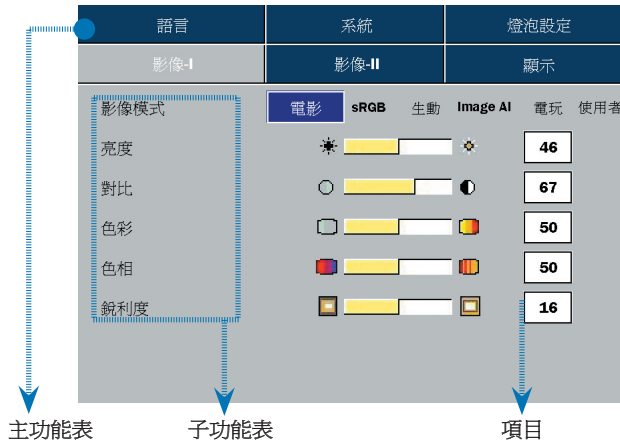 語言 系統 燈泡設定
影像-I 影像-II 顯示
影像模式 電影 sRGB 生動 Image AI 電玩 使用者
亮度 46
對比 67
色彩 50
色相 50
銳利度 16
主功能表 子功能表 項目